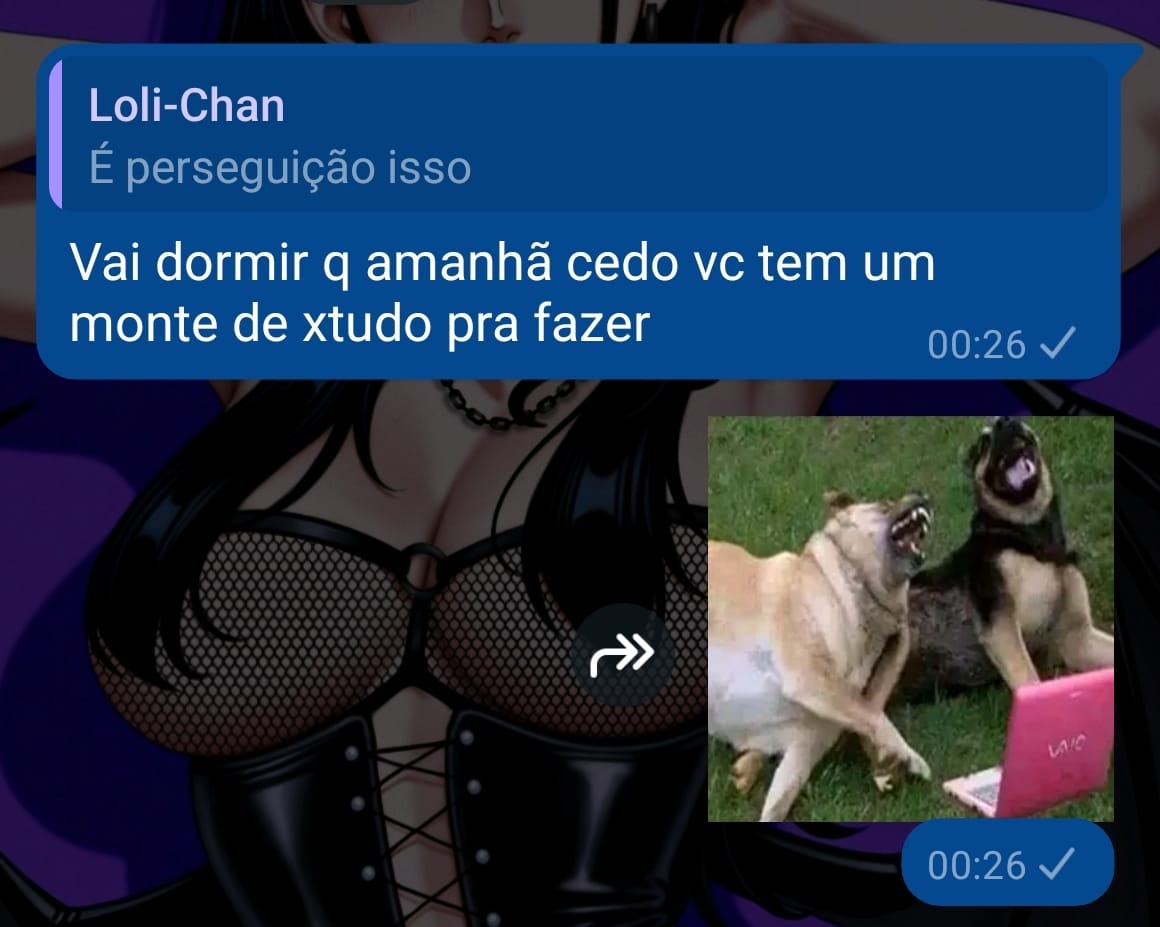 Loli-Chan
É perseguição isso
Vai dormir q amanhã cedo vc tem um
monte de xtudo pra fazer
00:26
VAIO
00:26